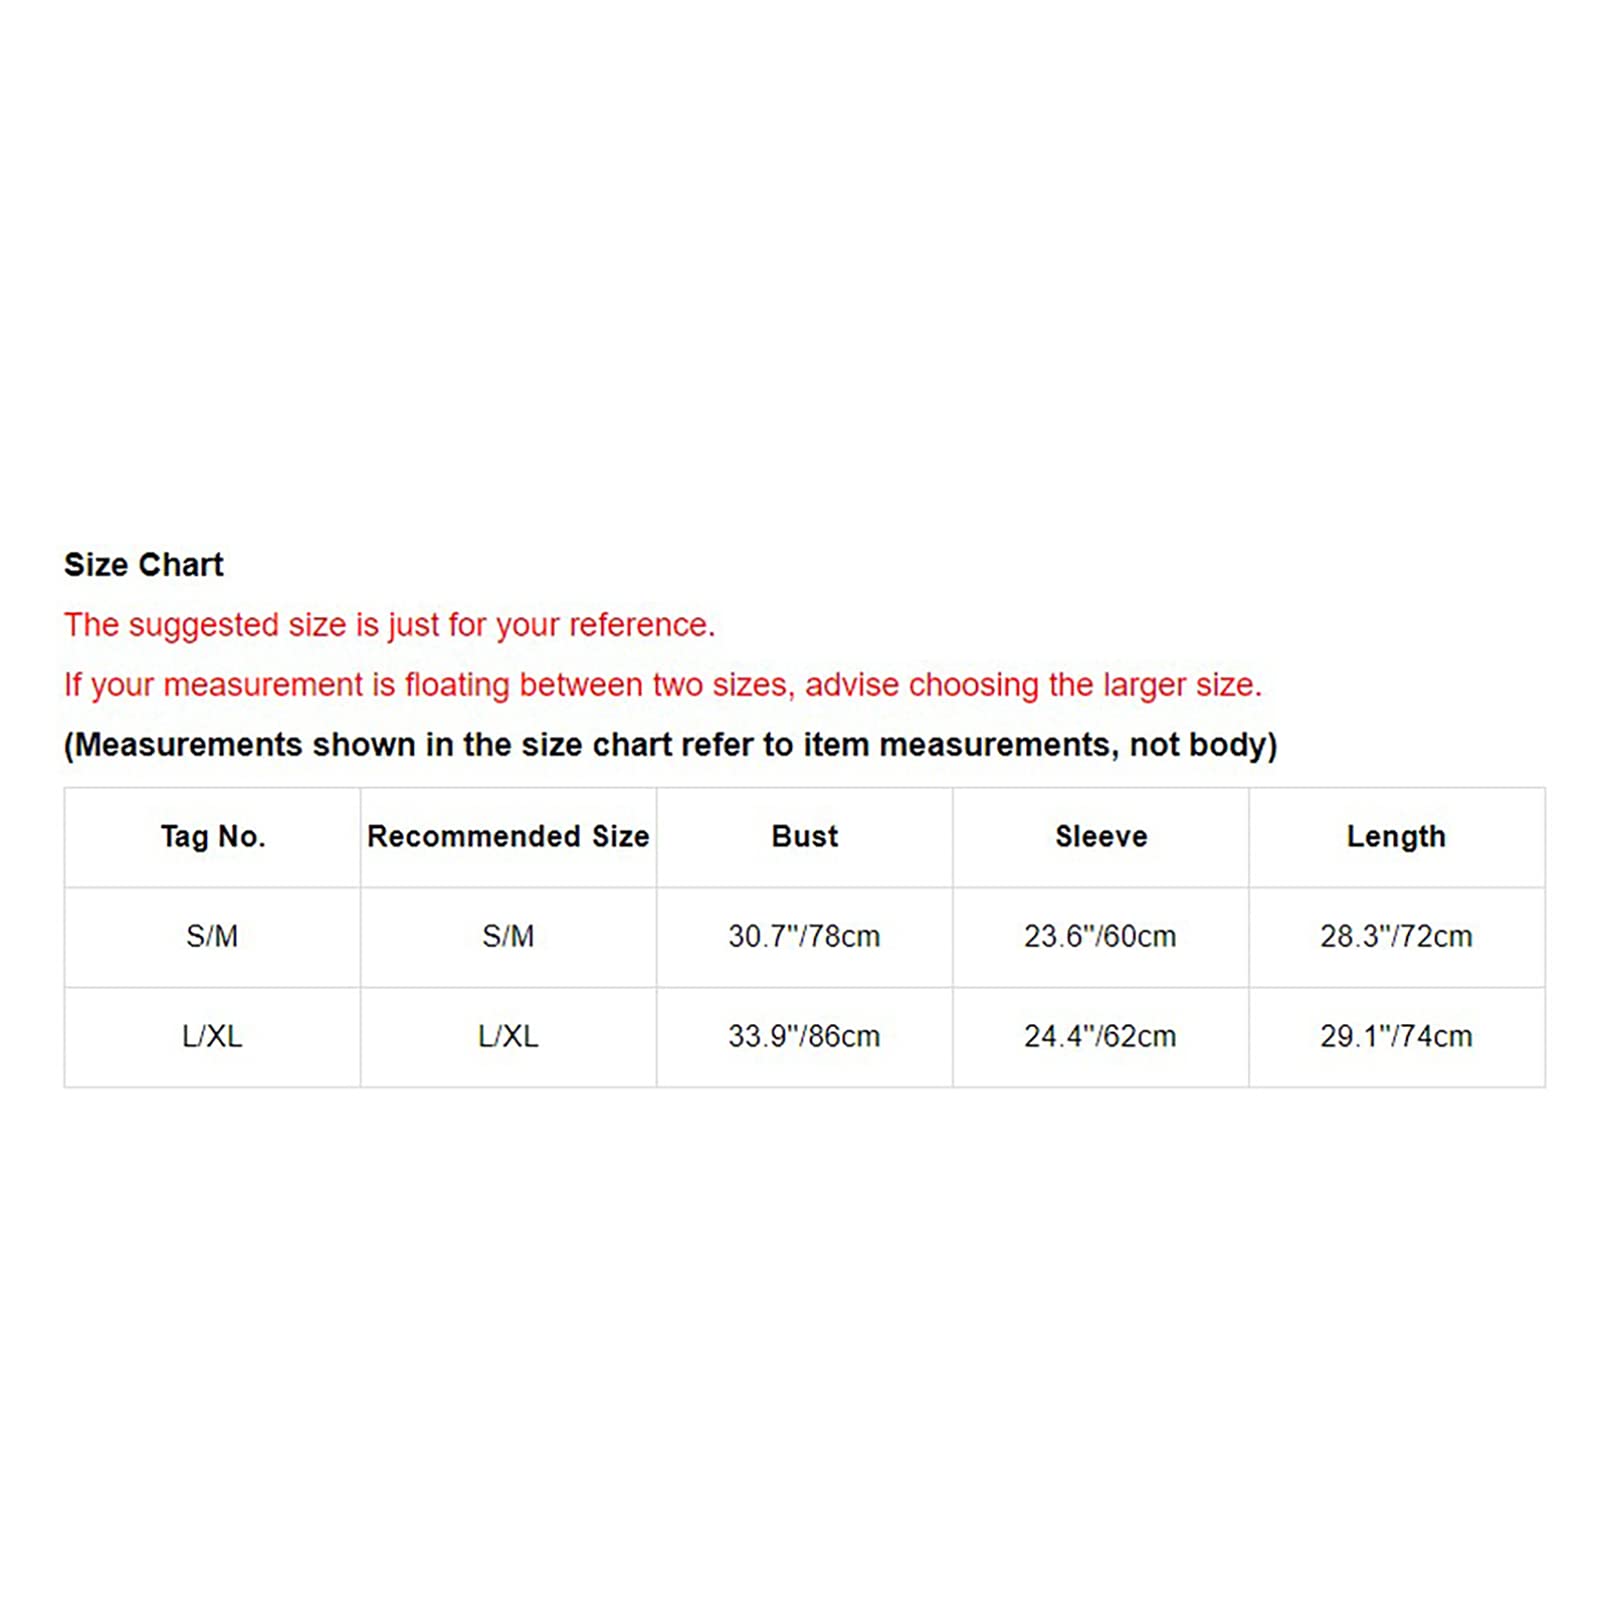 Size Chart
The suggested size is just for your reference.
If your measurement is floating between two sizes, advise choosing the larger size.
(Measurements shown in the size chart refer to item measurements, not body)
Tag No. Recommended Size Bust Sleeve Length
S/M S/M 30.7"/78cm 23.6"/60cm 28.3"/72cm
L/XL L/XL 33.9"/86cm 24.4"/62cm 29.1"/74cm